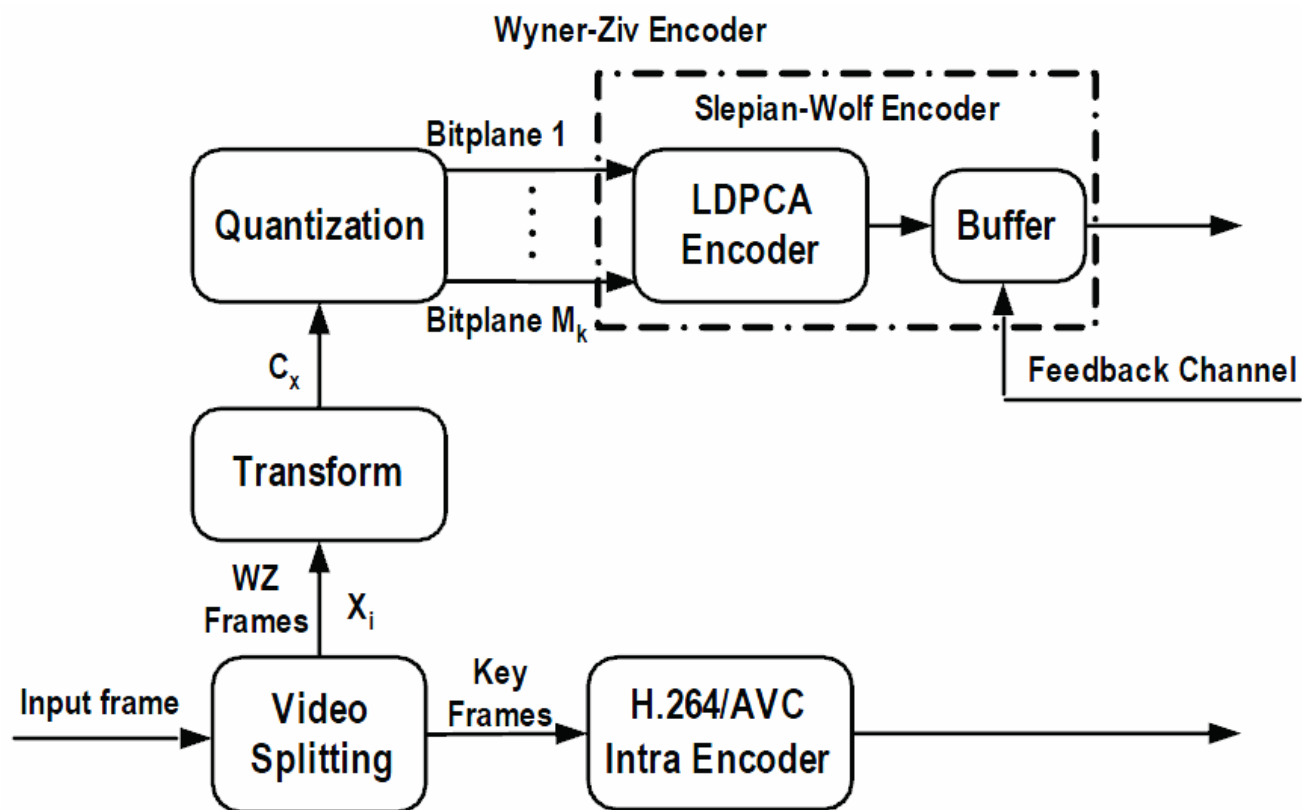 Wyner-Ziv Encoder
Slepian-Wolf Encoder
Bitplane 1
Quantization
LDPCA
Encoder
Buffer
Bitplane Mk
Cx
Feedback Channel
Transform
WZ
Frames
Xi
Input frame
Video
Splitting
Key
Frames
H.264/AVC
Intra Encoder